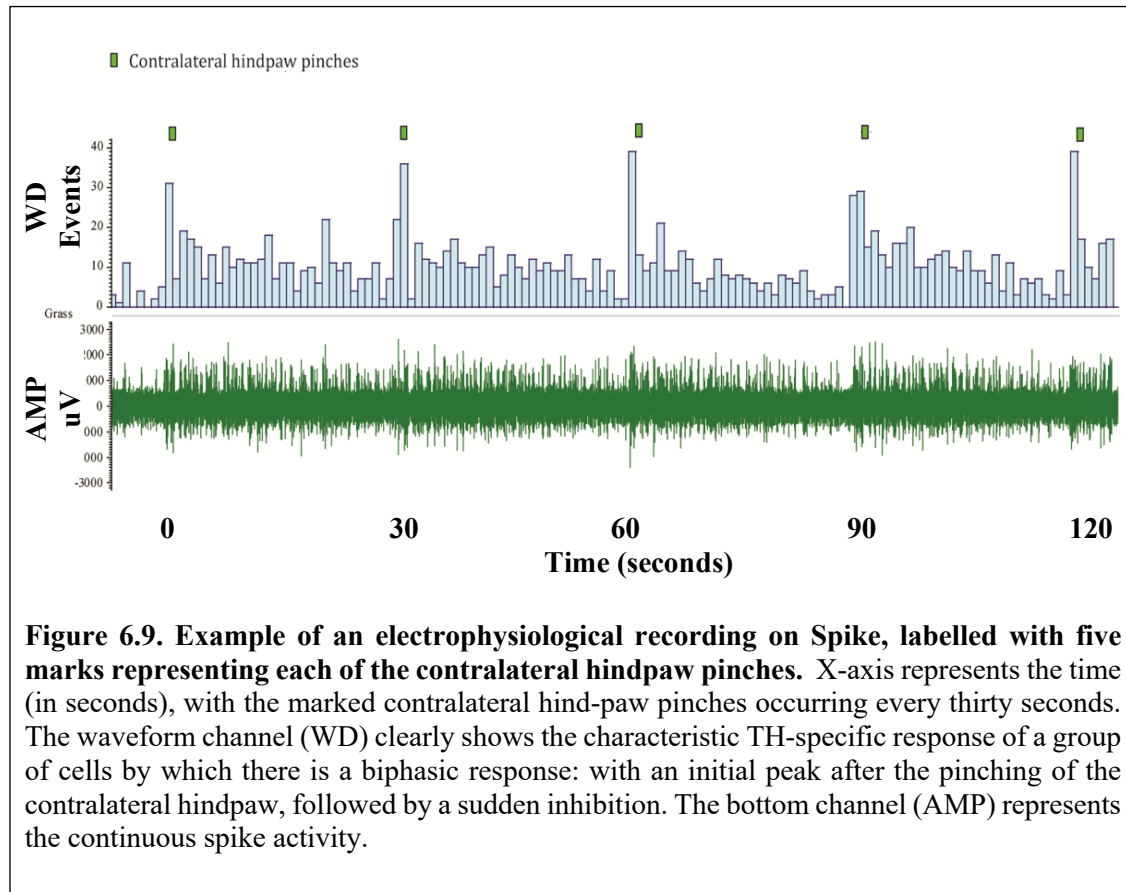 Contralateral hindpaw pinches
WD
Events
40
30
20
10
0
Grass
3000
2000
000
0
000
000
-3000
AMP
uV
0 30 60 90 120
Time (seconds)
Figure 6.9. Example of an electrophysiological recording on Spike, labelled with five
marks representing each of the contralateral hindpaw pinches. X-axis represents the time
(in seconds), with the marked contralateral hind-paw pinches occurring every thirty seconds.
The waveform channel (WD) clearly shows the characteristic TH-specific response of a group
of cells by which there is a biphasic response: with an initial peak after the pinching of the
contralateral hindpaw, followed by a sudden inhibition. The bottom channel (AMP) represents
the continuous spike activity.